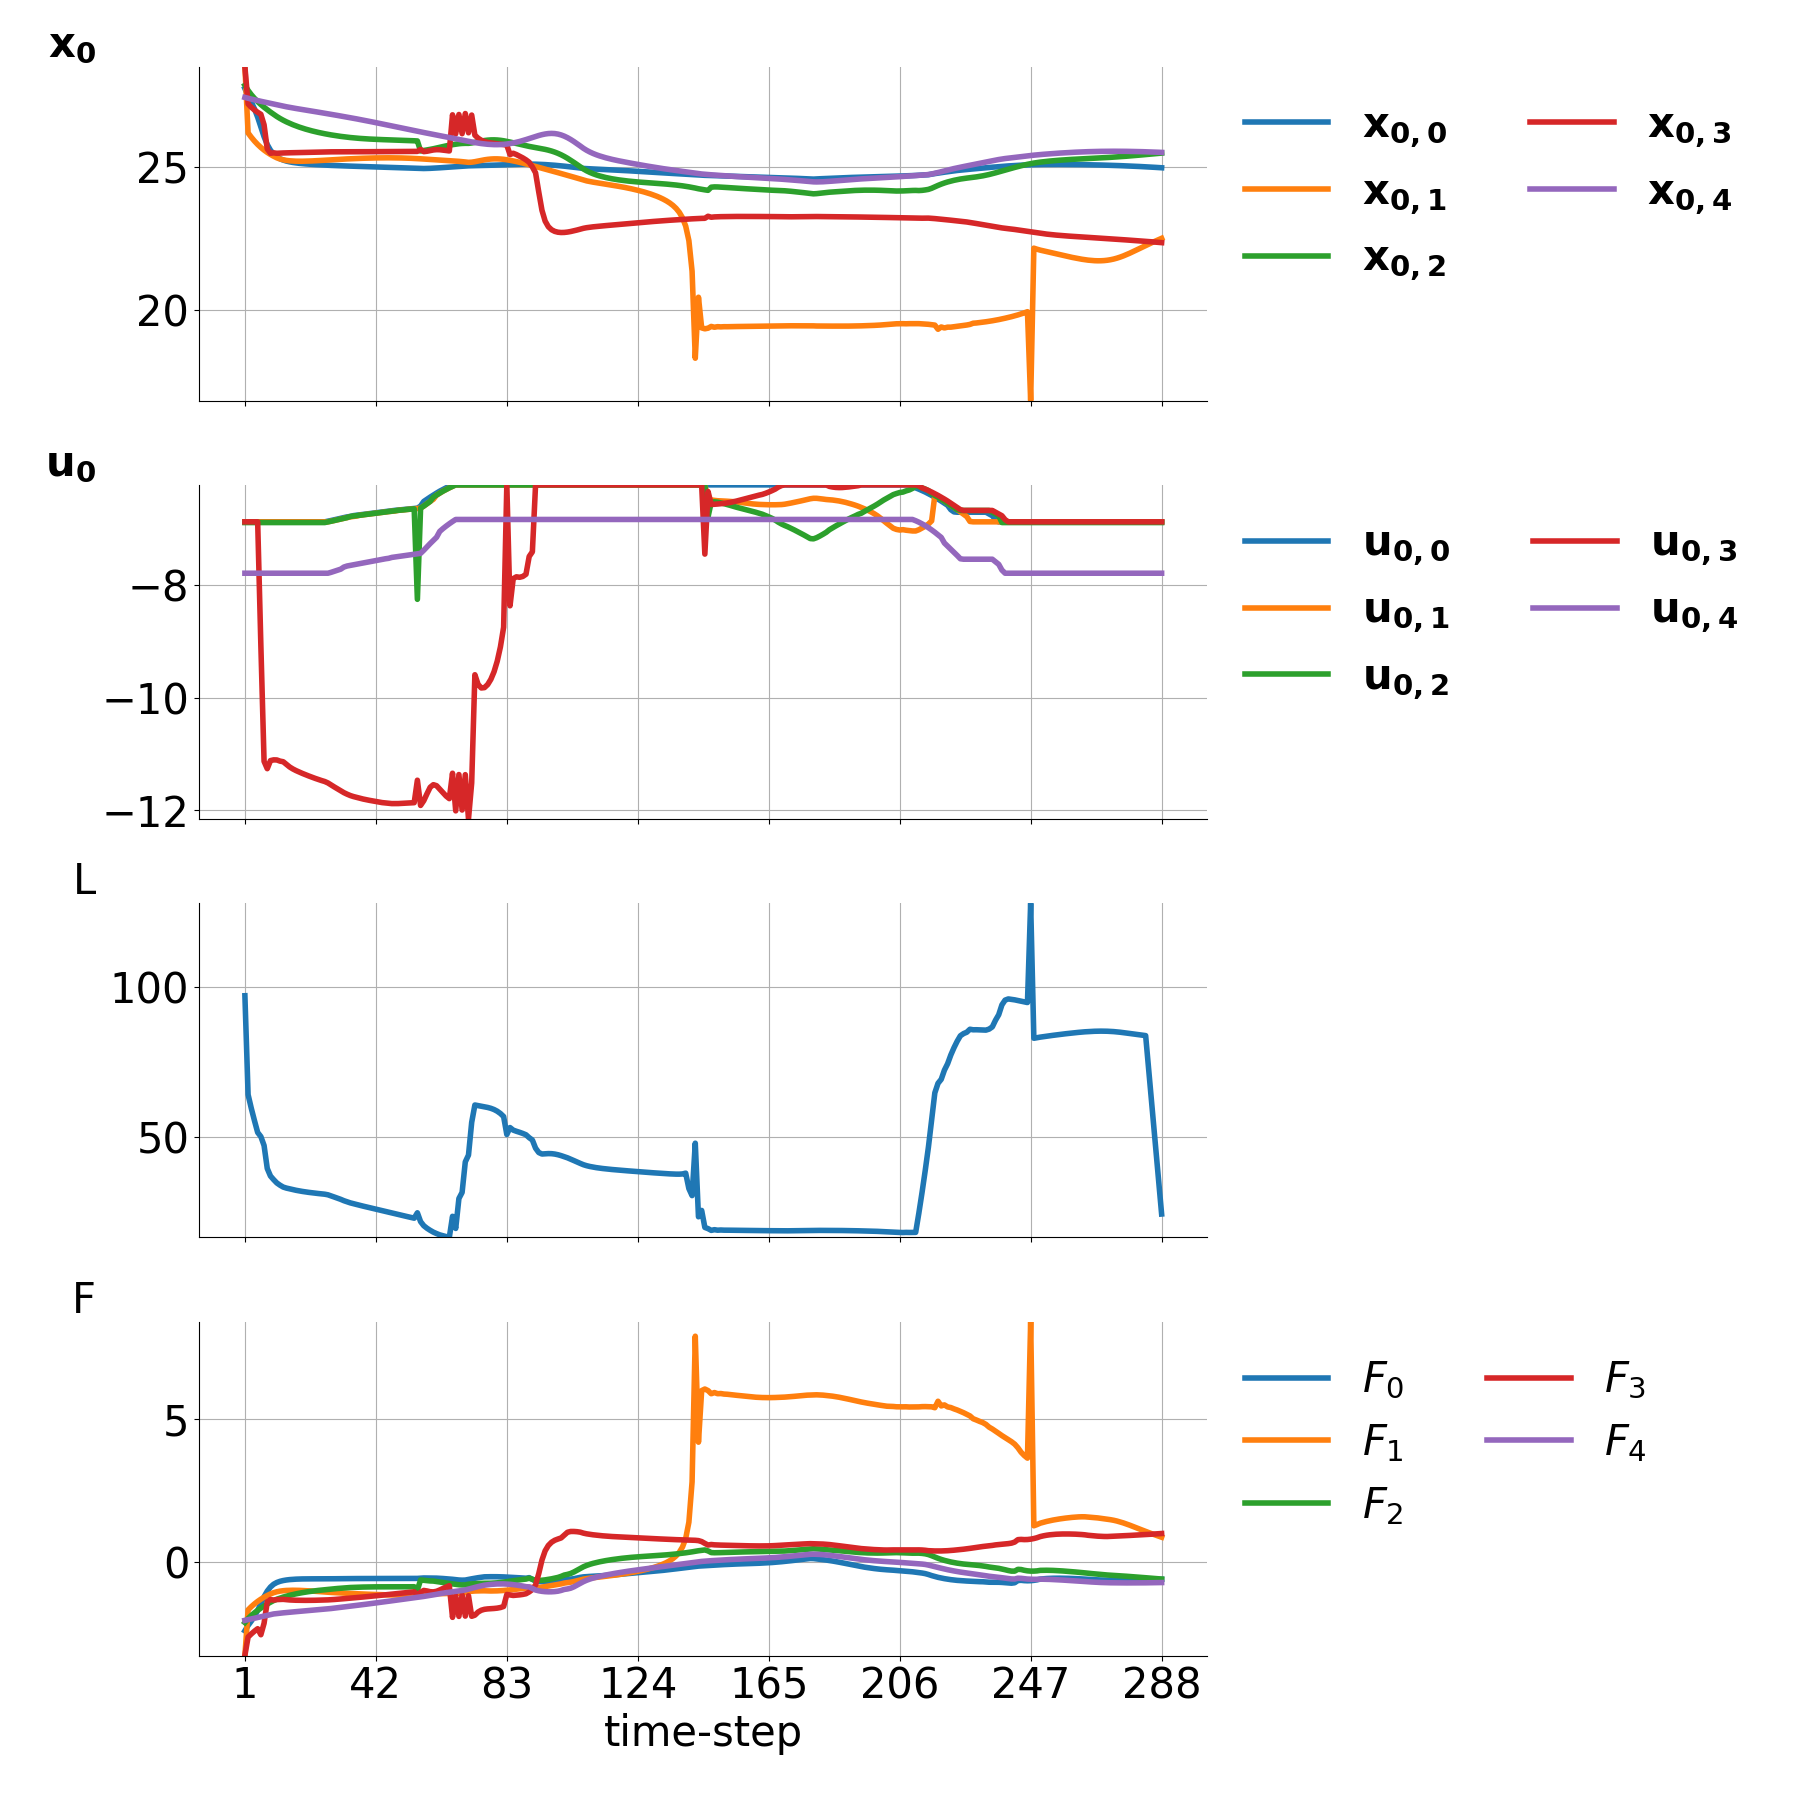 x0
25
20
x0,0 x0,3
x0,1 x0,4
x0,2
u0
−8
−10
−12
u0,0 u0,3
u0,1 u0,4
u0,2
L
100
50
F
5
0
F0 F3
F1 F4
F2
1 42 83 124 165 206 247 288
time-step